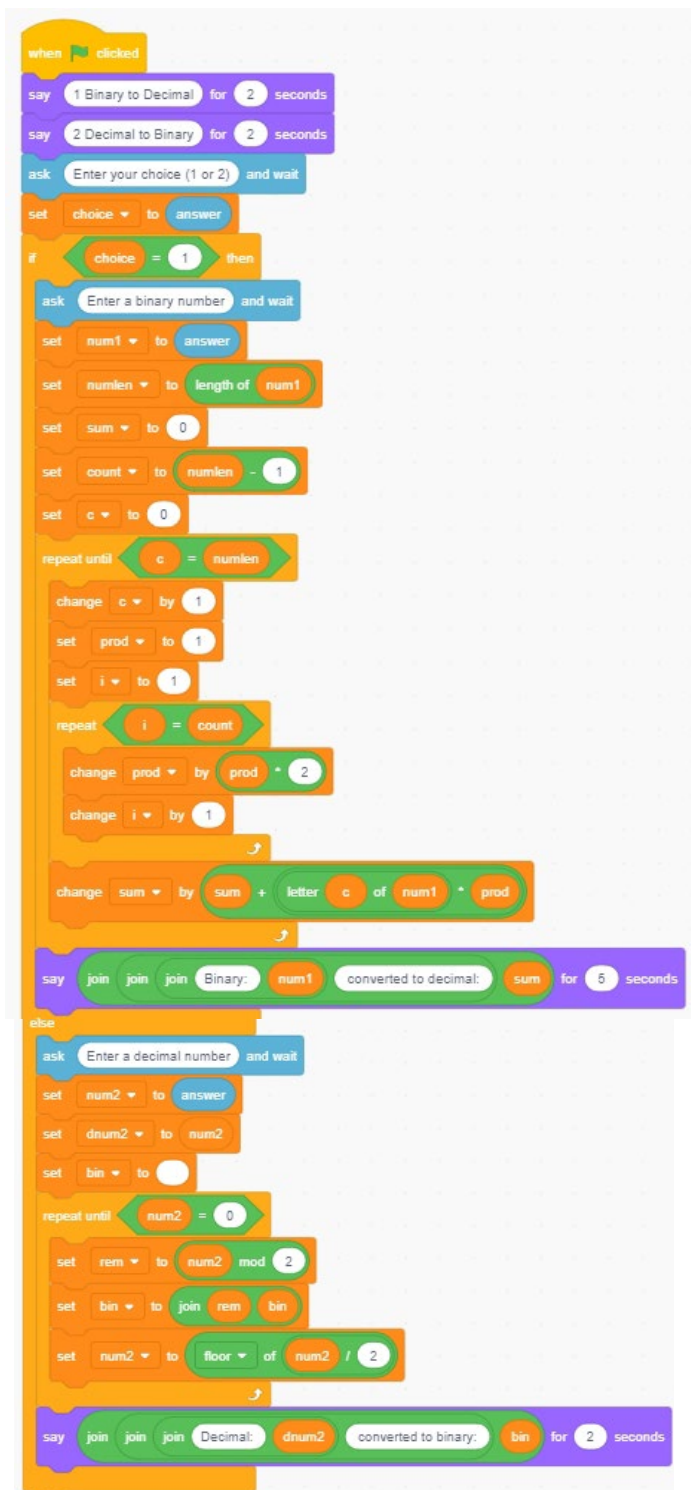 when clicked
say 1 Binary to Decimal for 2 seconds
say 2 Decimal to Binary for 2 seconds
ask Enter your choice (1 or 2) and wait
set choice to answer
if choice = 1 then
ask Enter a binary number and wait
set num1 to answer
set numlen to length of num1
set sum to 0
set count to numlen - 1
set c to 0
repeat until c = numlen
change c by 1
set prod to 1
set i to 1
repeat i = count
change prod by prod * 2
change i by 1
change sum by sum + letter c of num1 * prod
say join join join Binary: num1 converted to decimal: sum for 5 seconds
else
ask Enter a decimal number and wait
set num2 to answer
set dnum2 to num2
set bin to
repeat until num2 = 0
set rem to num2 mod 2
set bin to join rem bin
set num2 to floor of num2 / 2
say join join join Decimal: dnum2 converted to binary: bin for 2 seconds